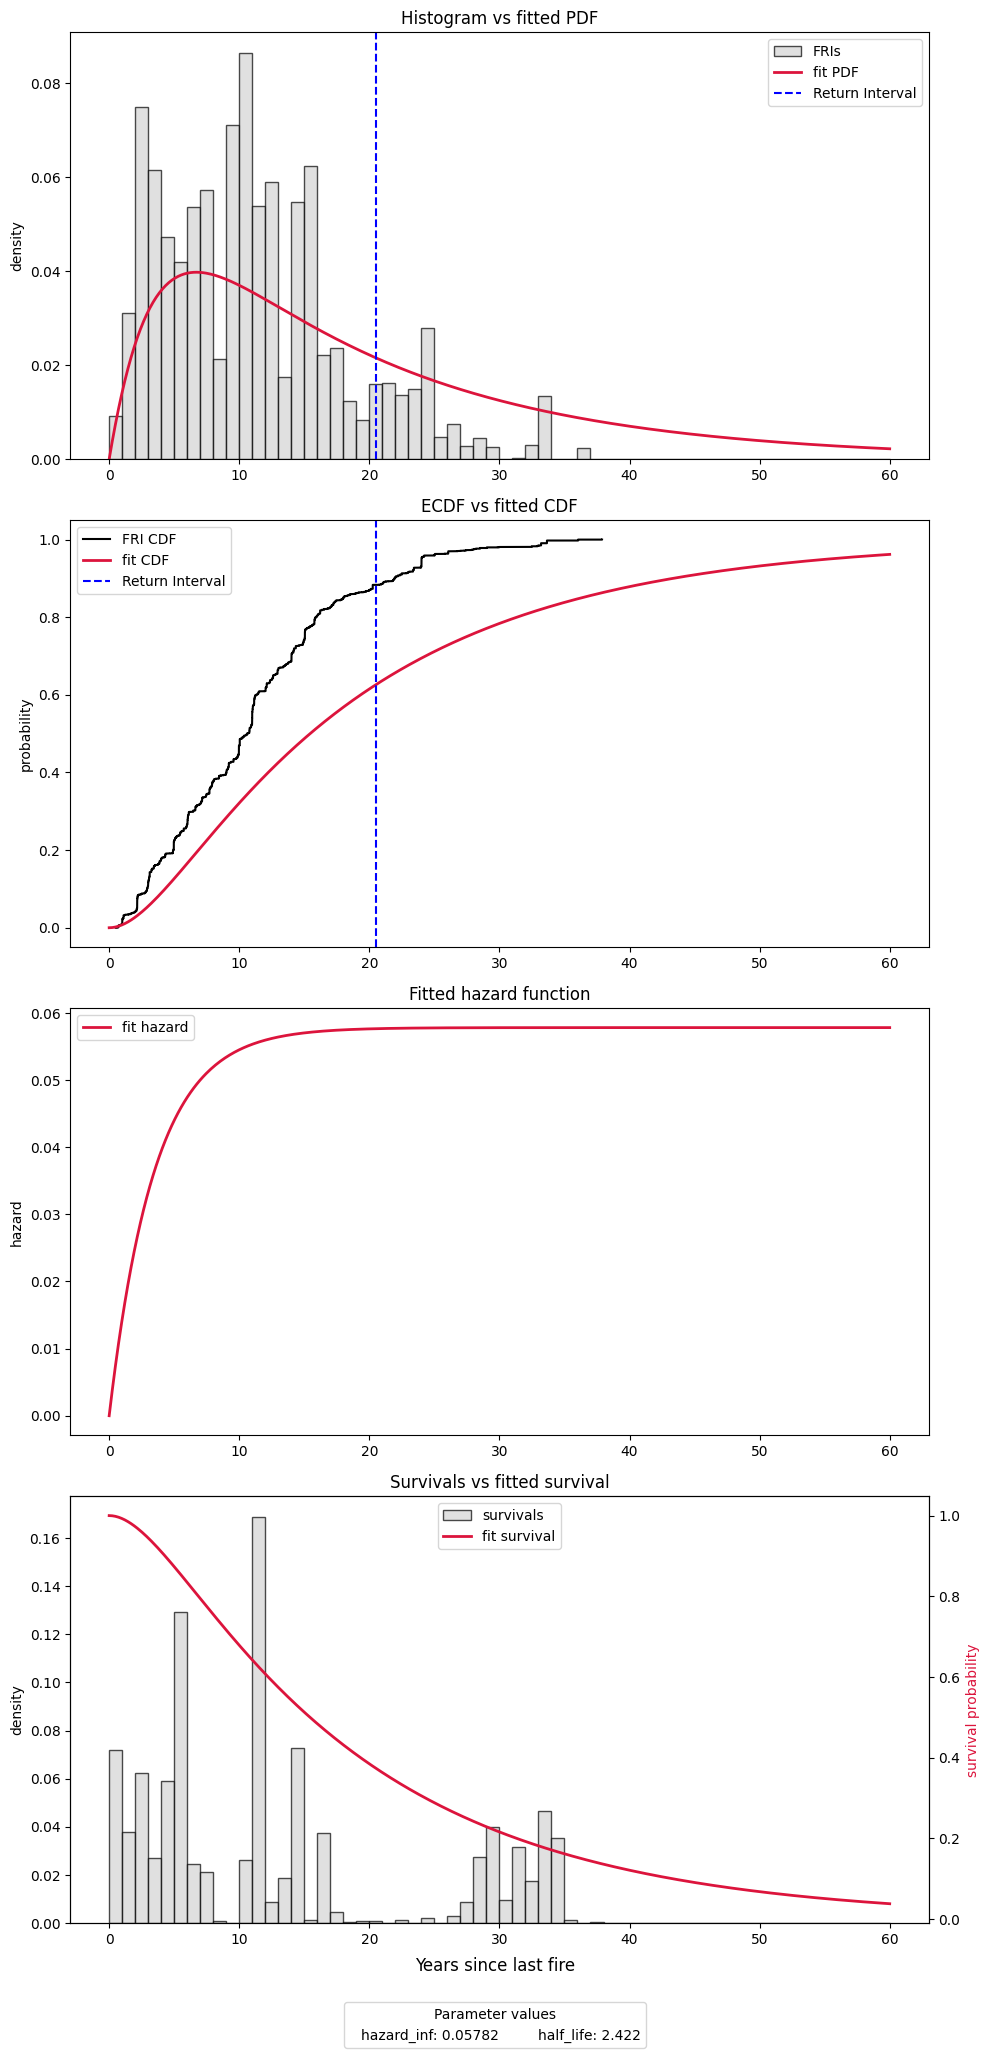 Histogram vs fitted PDF
density
0.08
0.06
0.04
0.02
0.00
FRIs
fit PDF
Return Interval
0 10 20 30 40 50 60
ECDF vs fitted CDF
probability
1.0
0.8
0.6
0.4
0.2
0.0
FRI CDF
fit CDF
Return Interval
0 10 20 30 40 50 60
Fitted hazard function
hazard
0.06
0.05
0.04
0.03
0.02
0.01
0.00
fit hazard
0 10 20 30 40 50 60
Survivals vs fitted survival
density
0.16
0.14
0.12
0.10
0.08
0.06
0.04
0.02
0.00
survivals
fit survival
1.0
0.8
0.6
0.4
0.2
0.0
survival probability
0 10 20 30 40 50 60
Years since last fire
Parameter values
hazard_inf: 0.05782 half_life: 2.422